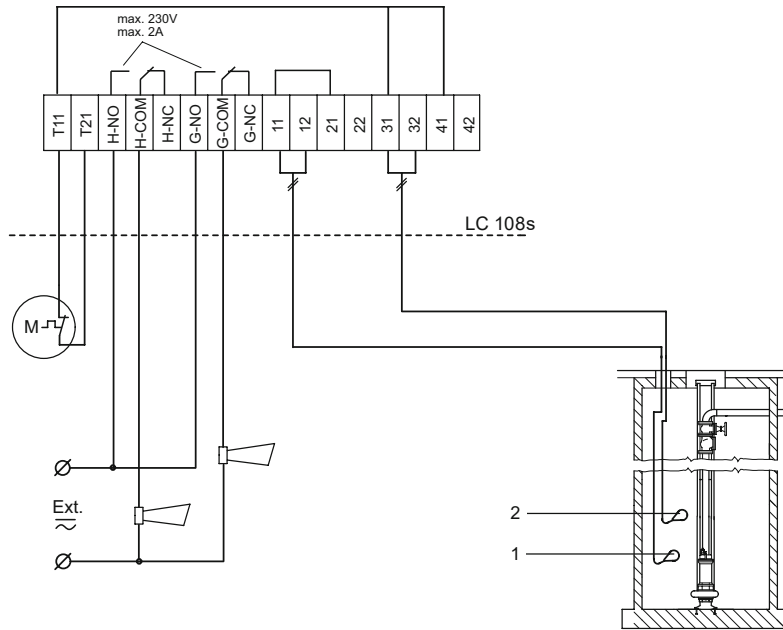 max. 230V
max. 2A
T11
T21
H-NO
H-COM
H-NC
G-NO
G-COM
G-NC
11
12
21
22
31
32
41
42
LC 108s
M
Ext.
2
1